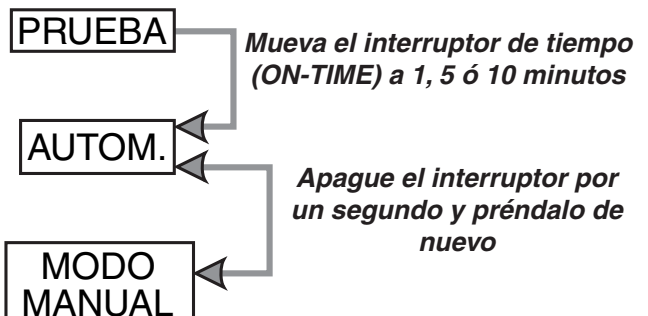 PRUEBA
Mueva el interruptor de tiempo
(ON-TIME) a 1, 5 ó 10 minutos
AUTOM.
Apague el interruptor por
un segundo y préndalo de
nuevo
MODO
MANUAL